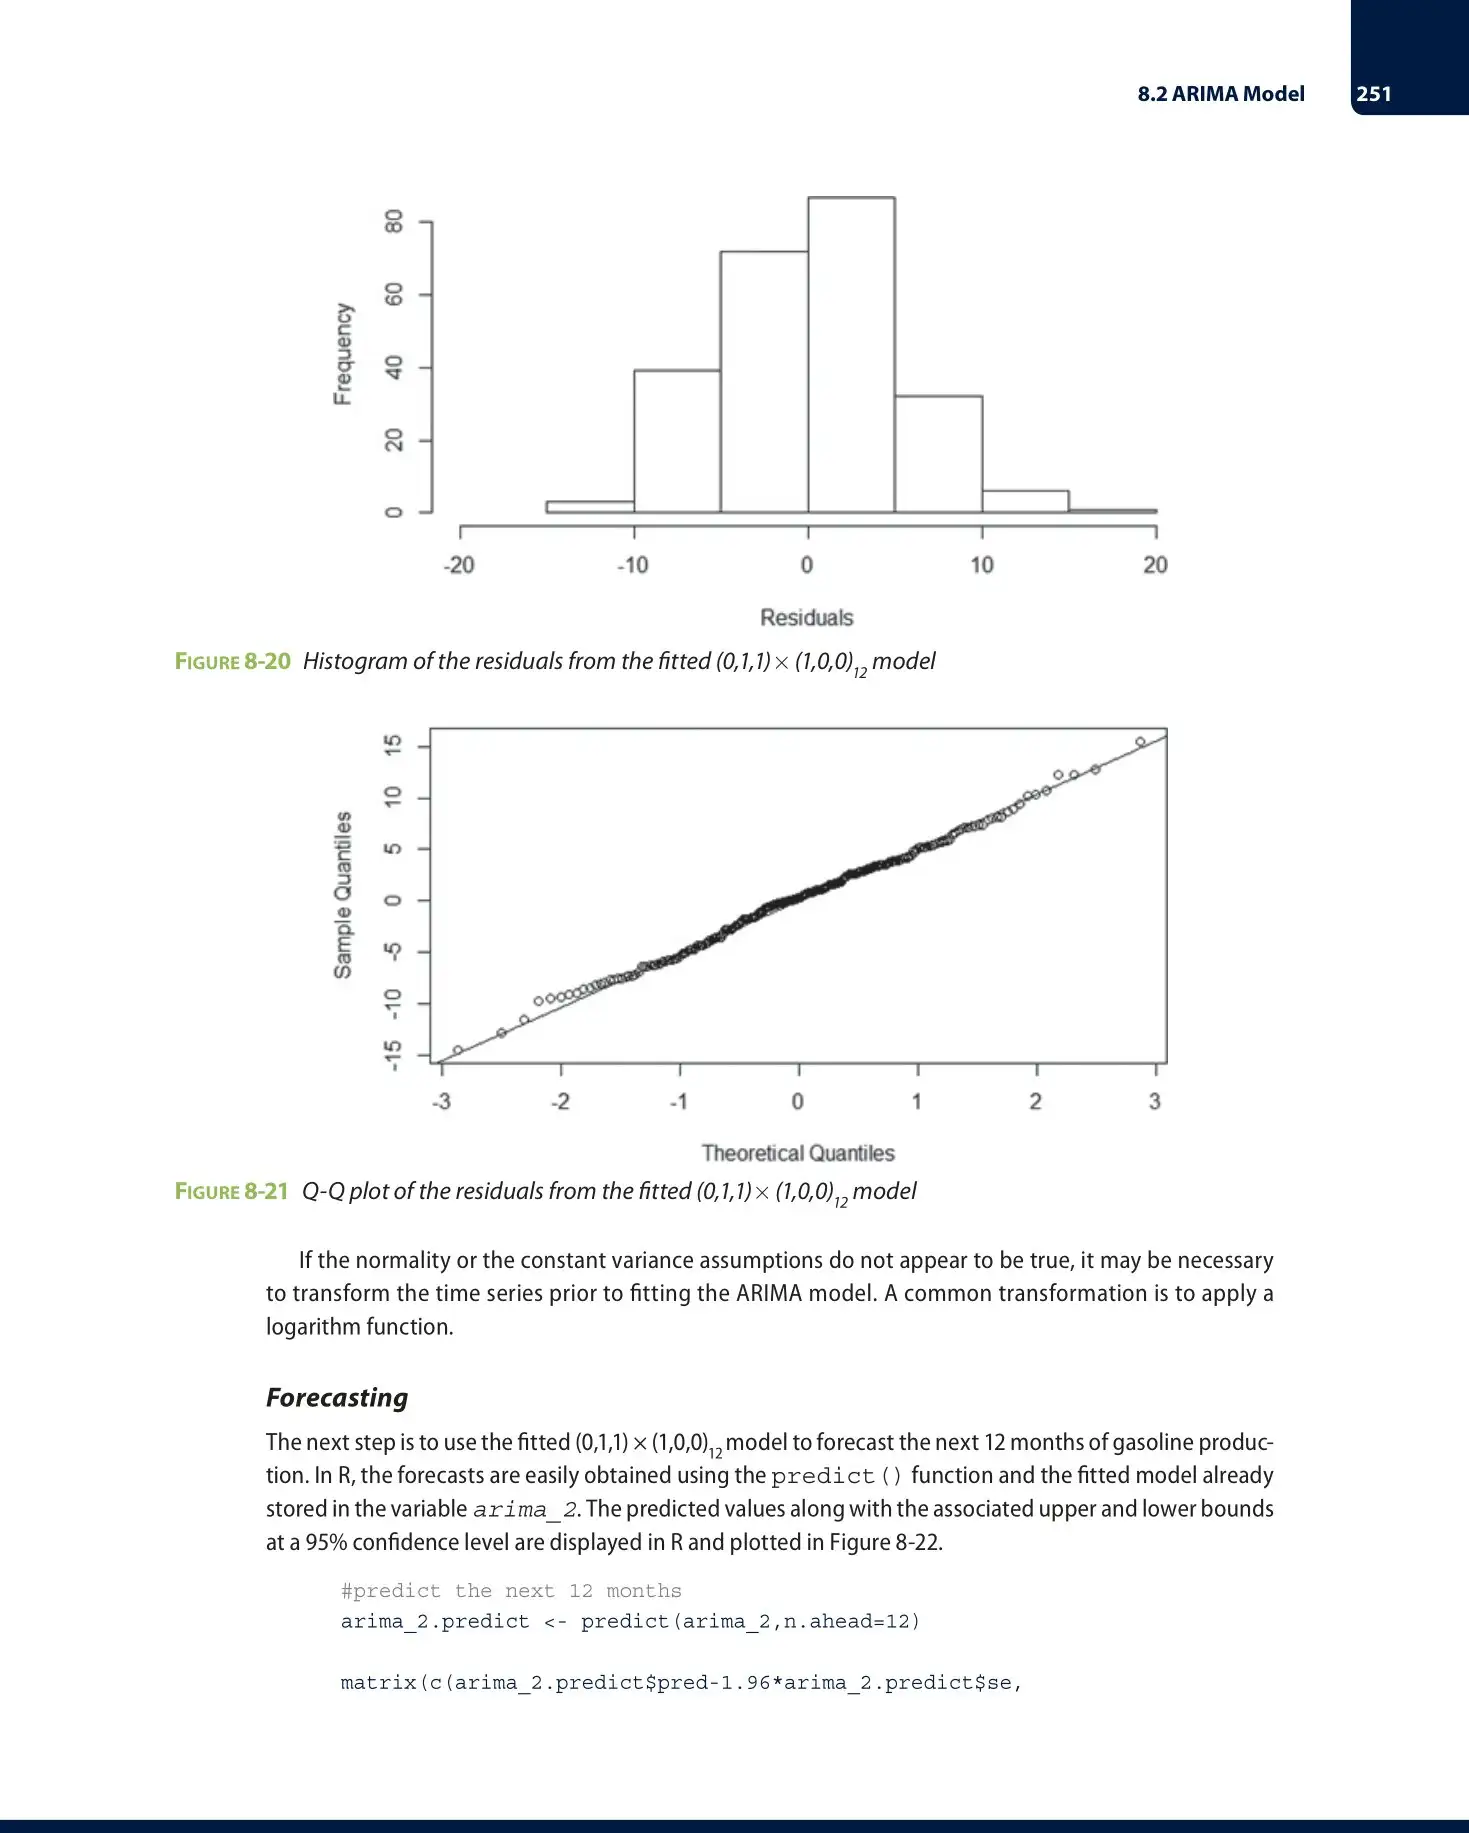 8.2 ARIMA Model 251
80
60
40
20
0
Frequency
-20 -10 0 10 20
Residuals
FIGURE 8-20 Histogram of the residuals from the fitted (0,1,1) × (1,0,0)12 model
15
10
5
0
-5
-10
-15
Sample Quantiles
-3 -2 -1 0 1 2 3
Theoretical Quantiles
FIGURE 8-21 Q-Q plot of the residuals from the fitted (0,1,1) × (1,0,0)12 model
If the normality or the constant variance assumptions do not appear to be true, it may be necessary
to transform the time series prior to fitting the ARIMA model. A common transformation is to apply a
logarithm function.
Forecasting
The next step is to use the fitted (0,1,1) × (1,0,0)12 model to forecast the next 12 months of gasoline produc-
tion. In R, the forecasts are easily obtained using the predict() function and the fitted model already
stored in the variable arima_2. The predicted values along with the associated upper and lower bounds
at a 95% confidence level are displayed in R and plotted in Figure 8-22.
#predict the next 12 months
arima_2.predict <- predict(arima_2,n.ahead=12)
matrix(c(arima_2.predict$pred-1.96*arima_2.predict$se,